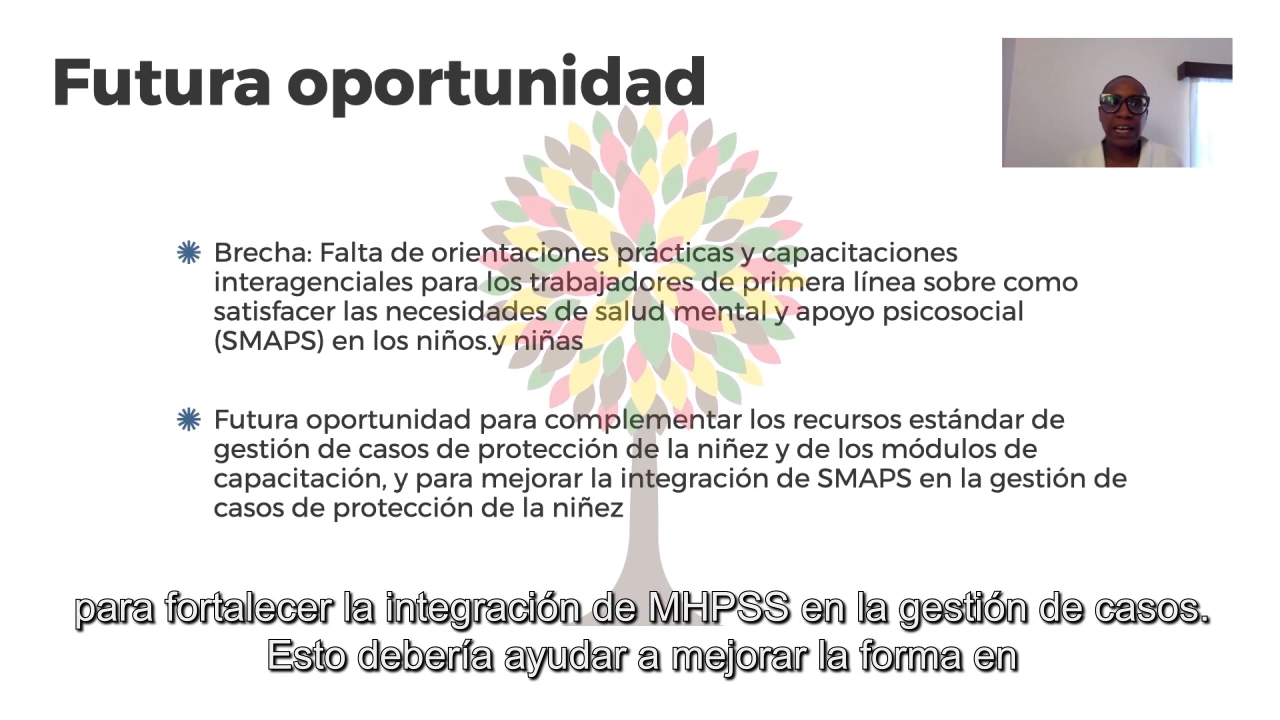 Futura oportunidad
Brecha: Falta de orientaciones prácticas y capacitaciones
interagenciales para los trabajadores de primera línea sobre como
satisfacer las necesidades de salud mental y apoyo psicosocial
(SMAPS) en los niños.y niñas
Futura oportunidad para complementar los recursos estándar de
gestión de casos de protección de la niñez y de los módulos de
capacitación, y para mejorar la integración de SMAPS en la gestión de
casos de protección de la niñez
para fortalecer la integración de MHPSS en la gestión de casos.
Esto debería ayudar a mejorar la forma en